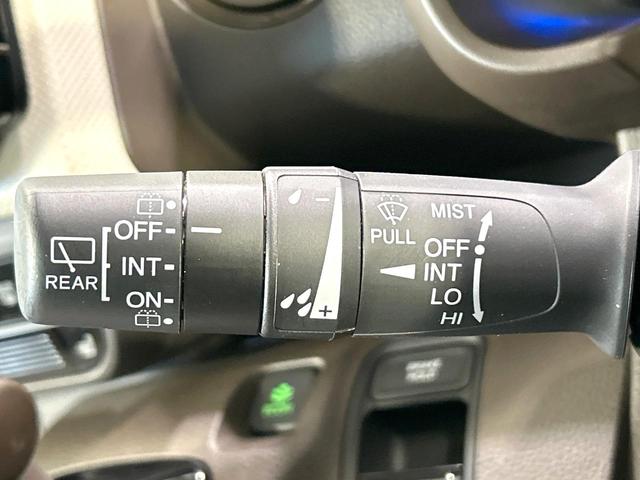 OFF
INT
REAR
ON
−
+
PULL
MIST
OFF
INT
LO
HI